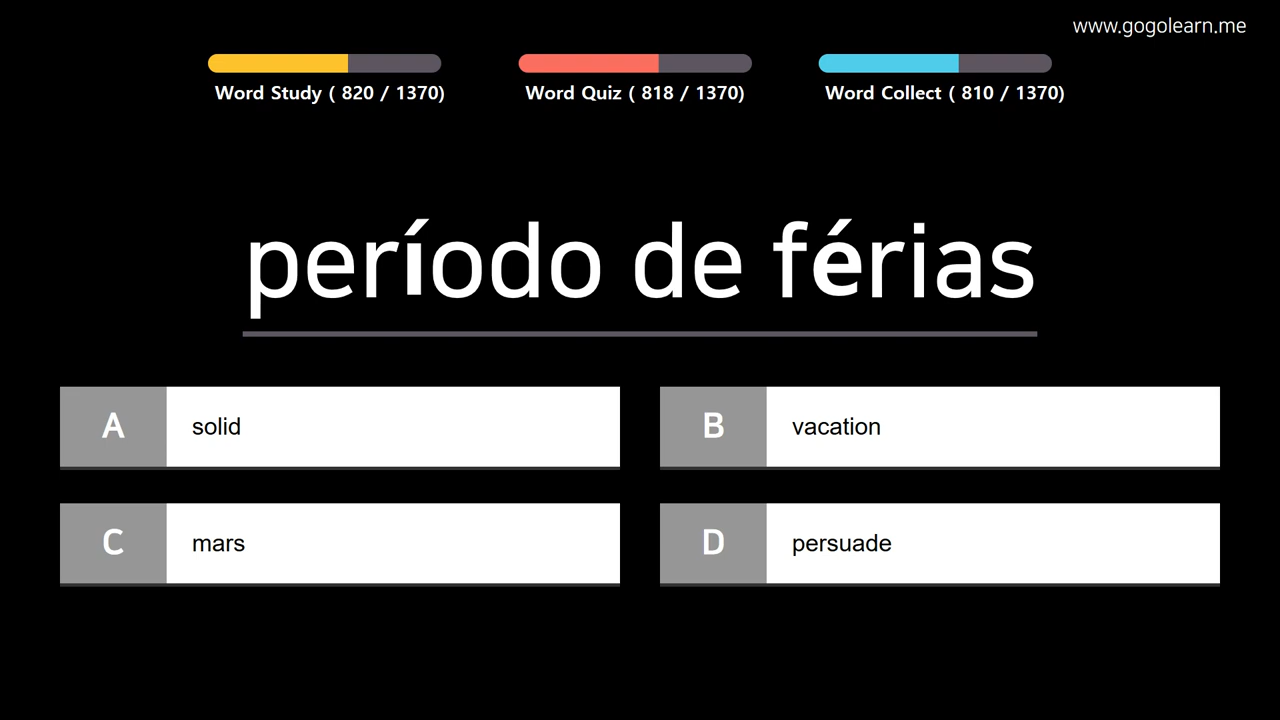 www.gogolearn.me
Word Study ( 820 / 1370)
Word Quiz ( 818 / 1370)
Word Collect ( 810 / 1370)
período de férias
A solid
B vacation
C mars
D persuade